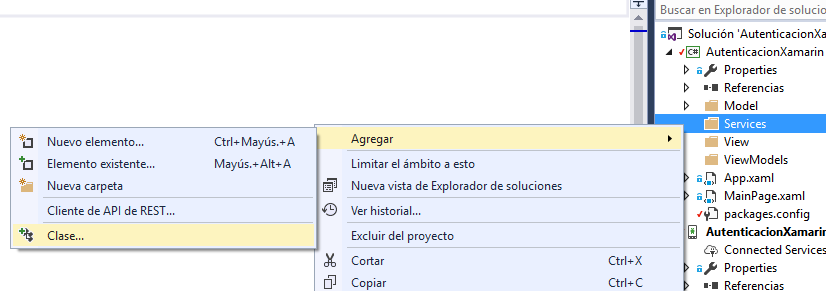 Buscar en Explorador de solucio
Solución 'AutenticacionXa
C# AutenticacionXamarin
Properties
Referencias
Model
Services
View
ViewModels
App.xaml
MainPage.xaml
packages.config
AutenticacionXamarin
Connected Services
Properties
Referencias
Agregar
Limitar el ámbito a esto
Nueva vista de Explorador de soluciones
Ver historial...
Excluir del proyecto
Cortar Ctrl+X
Copiar Ctrl+C
Nuevo elemento... Ctrl+Mayús.+A
Elemento existente... Mayús.+Alt+A
Nueva carpeta
Cliente de API de REST...
Clase...